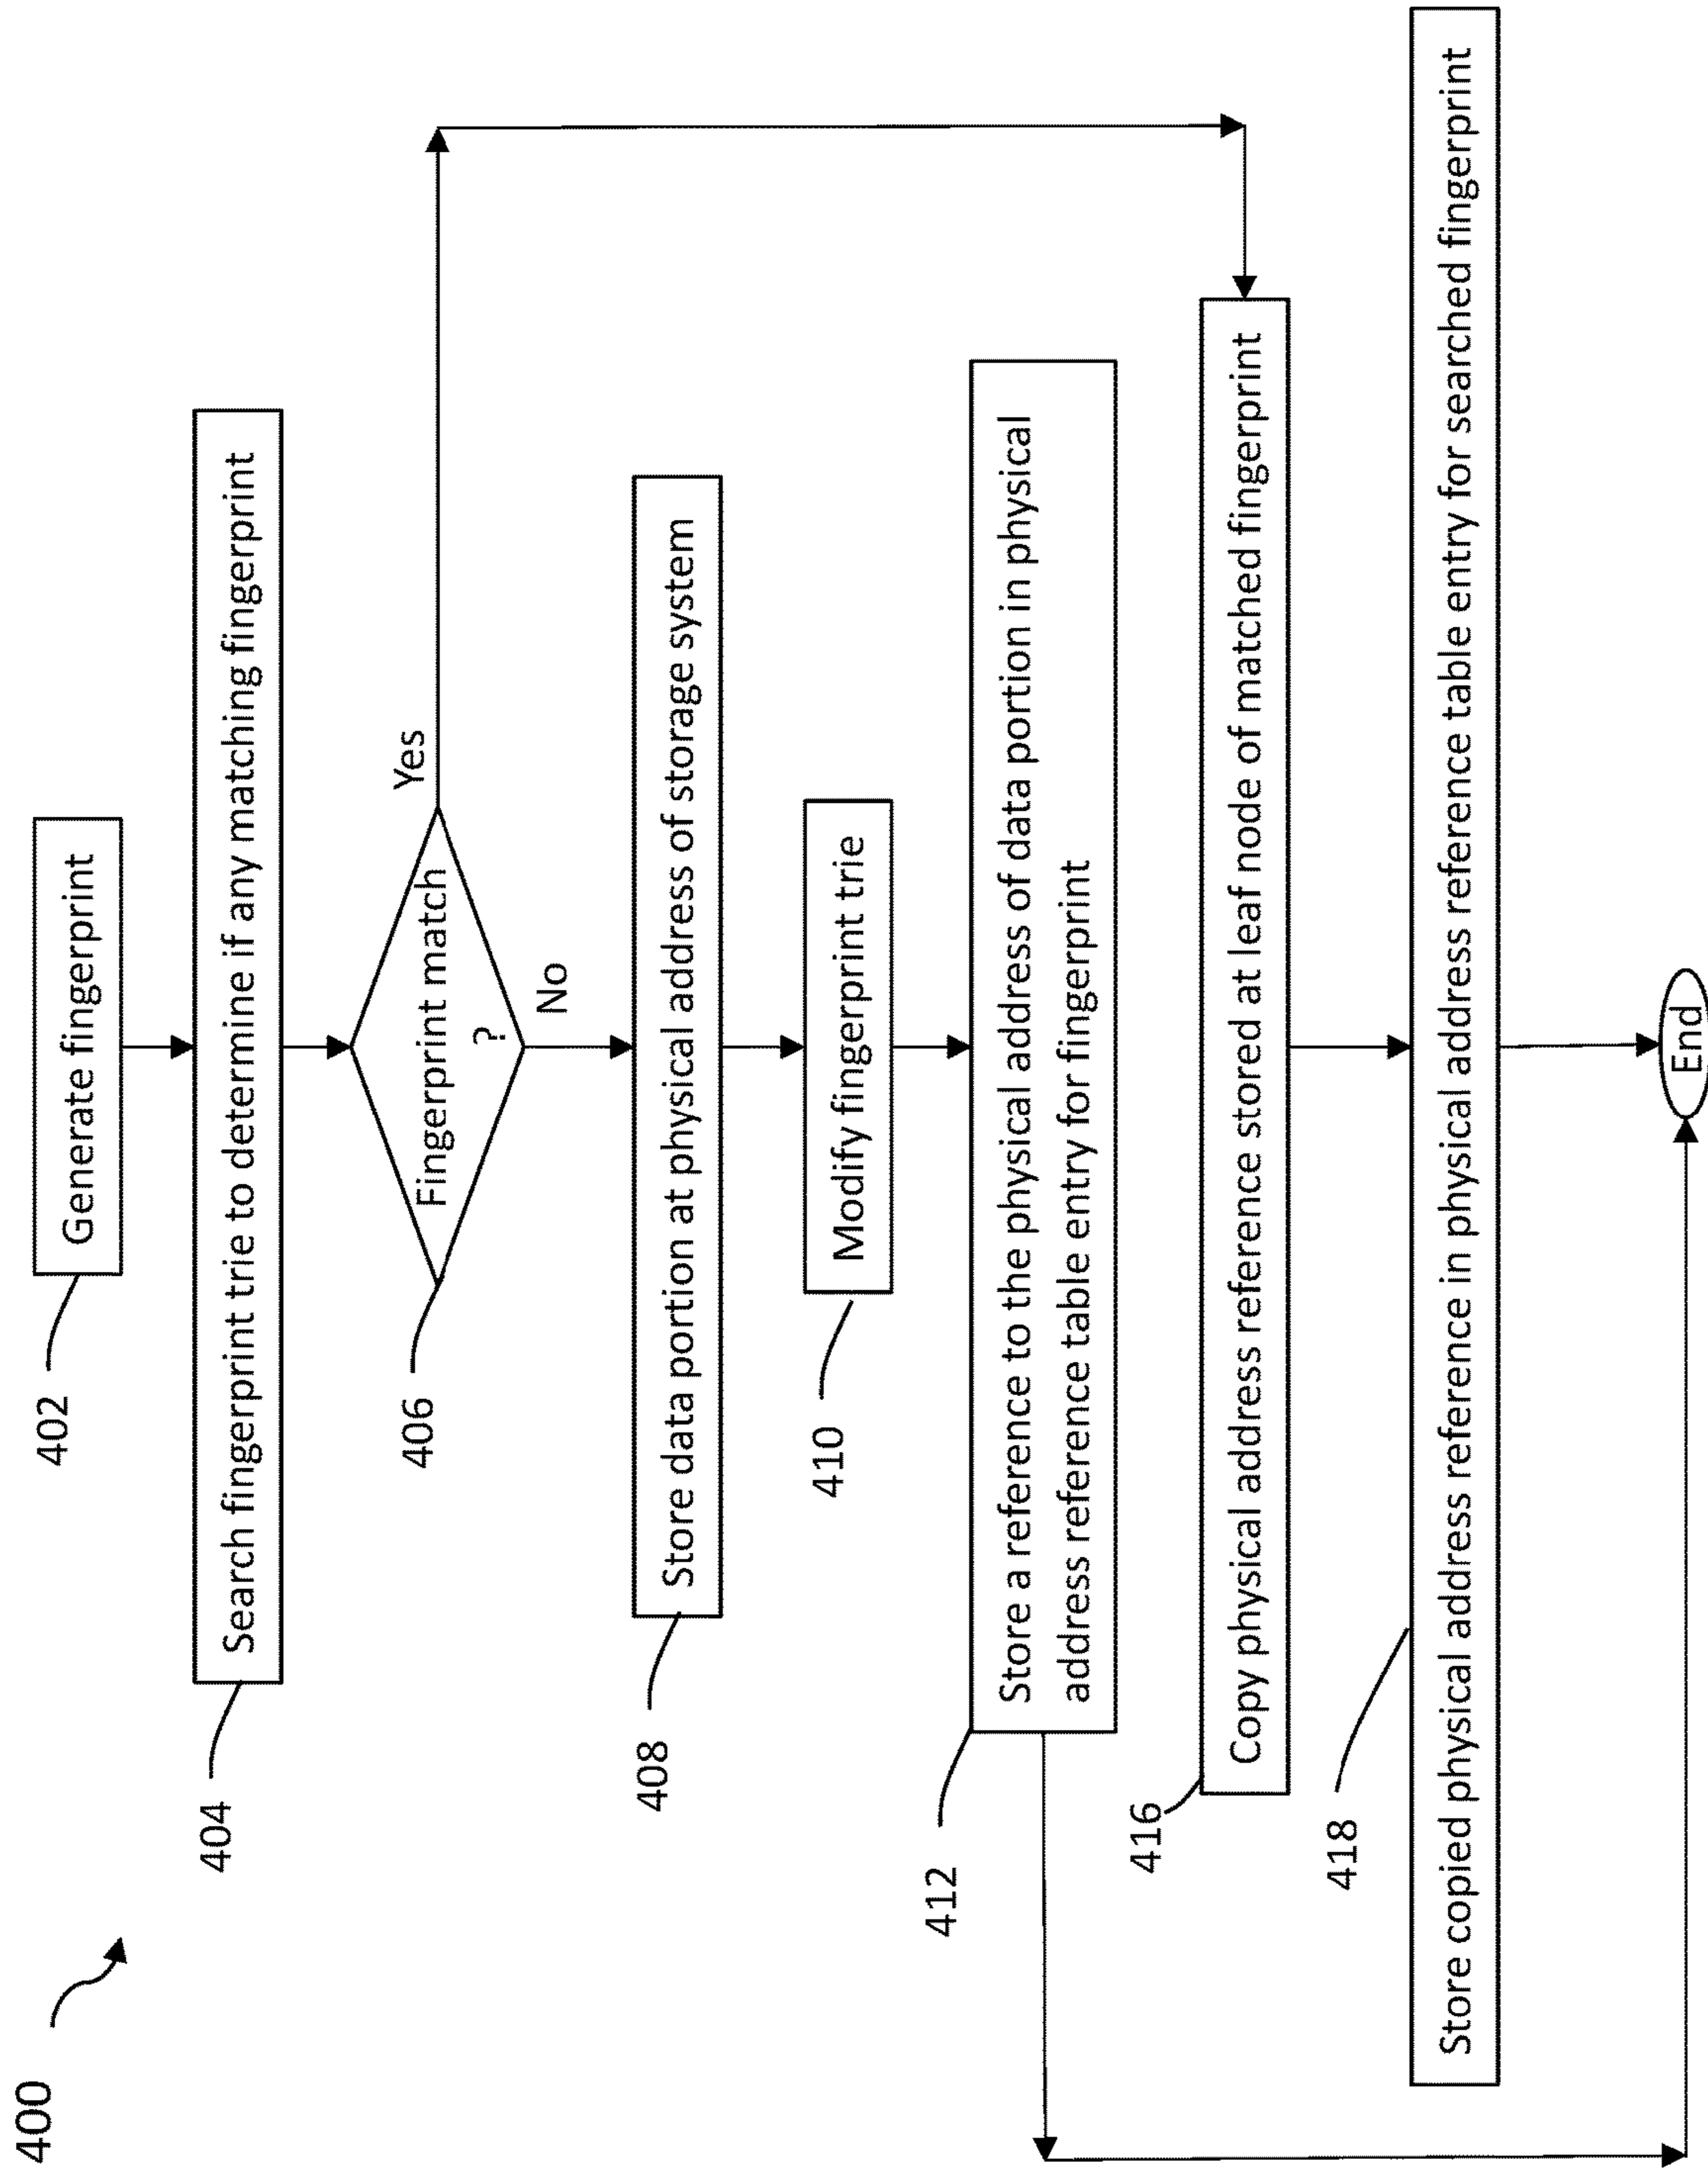 400
402
Generate fingerprint
404
Search fingerprint trie to determine if any matching fingerprint
406
Fingerprint match
?
Yes
No
408
Store data portion at physical address of storage system
410
Modify fingerprint trie
412
Store a reference to the physical address of data portion in physical
address reference table entry for fingerprint
416
Copy physical address reference stored at leaf node of matched fingerprint
418
Store copied physical address reference in physical address reference table entry for searched fingerprint
End